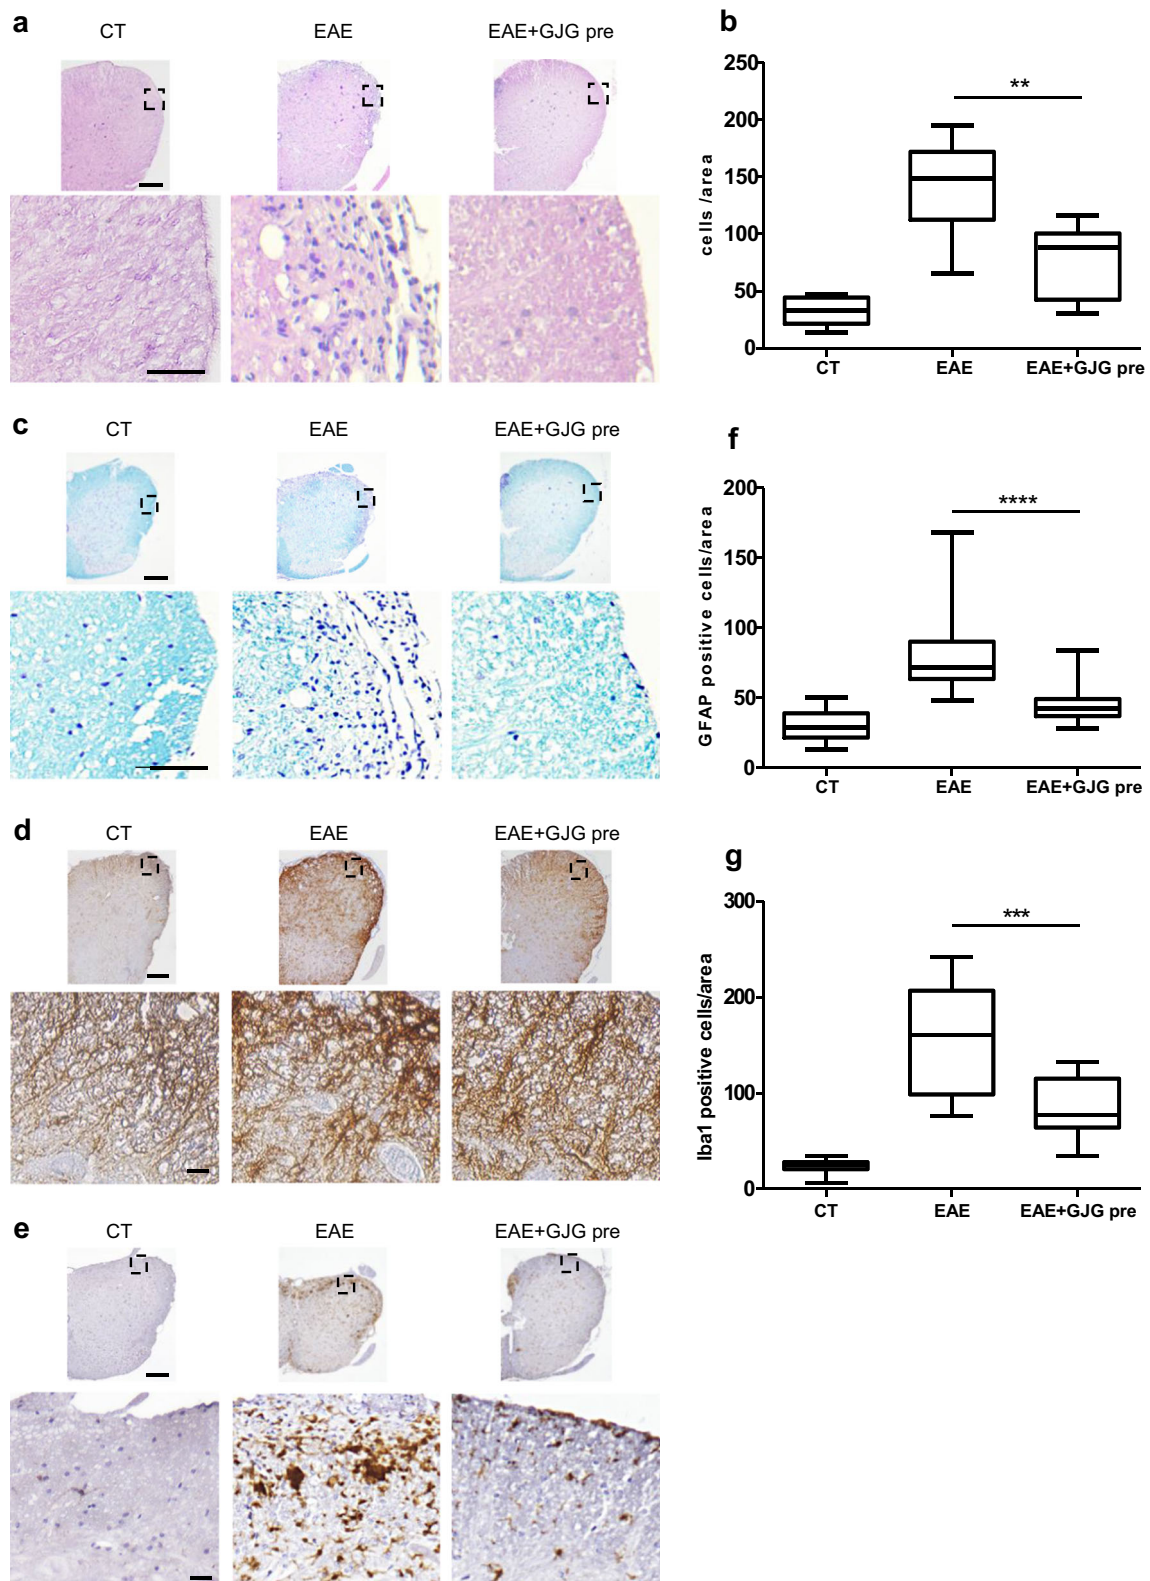 a
CT
EAE
EAE+GJG pre
b
cells /area
250
200
150
100
50
0
**
CT
EAE
EAE+GJG pre
c
CT
EAE
EAE+GJG pre
f
GFAP positive cells/area
200
150
100
50
0
****
CT
EAE
EAE+GJG pre
d
CT
EAE
EAE+GJG pre
g
Iba1 positive cells/area
300
200
100
0
***
CT
EAE
EAE+GJG pre
e
CT
EAE
EAE+GJG pre